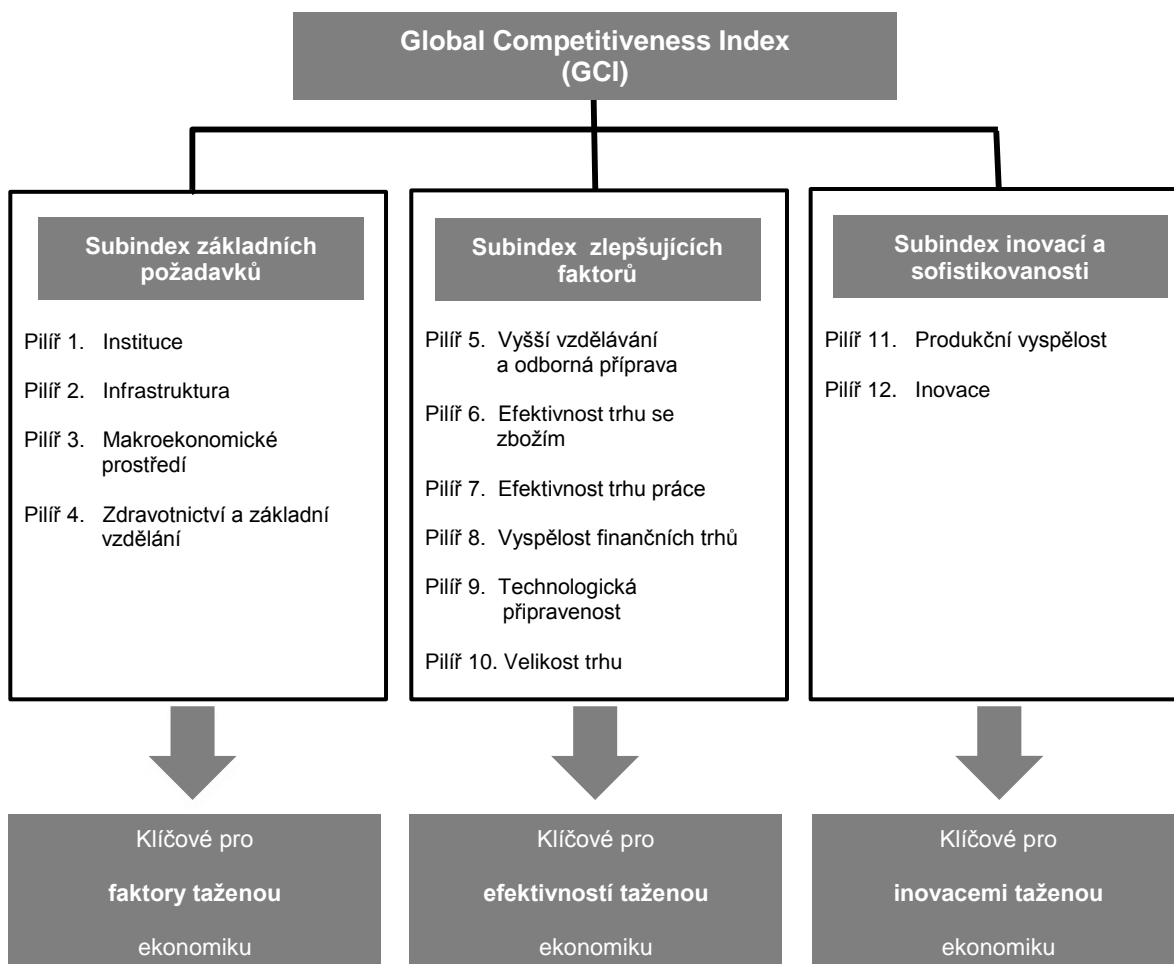 Global Competitiveness Index
(GCI)
Subindex základních
požadavků
Pilíř 1. Instituce
Pilíř 2. Infrastruktura
Pilíř 3. Makroekonomické
prostředí
Pilíř 4. Zdravotnictví a základní
vzdělání
Klíčové pro
faktory taženou
ekonomiku
Subindex zlepšujících
faktorů
Pilíř 5. Vyšší vzdělávání
a odborná příprava
Pilíř 6. Efektivnost trhu se
zbožím
Pilíř 7. Efektivnost trhu práce
Pilíř 8. Vyspělost finančních trhů
Pilíř 9. Technologická
připravenost
Pilíř 10. Velikost trhu
Klíčové pro
efektivností taženou
ekonomiku
Subindex inovací a
sofistikovanosti
Pilíř 11. Produkční vyspělost
Pilíř 12. Inovace
Klíčové pro
inovacemi taženou
ekonomiku